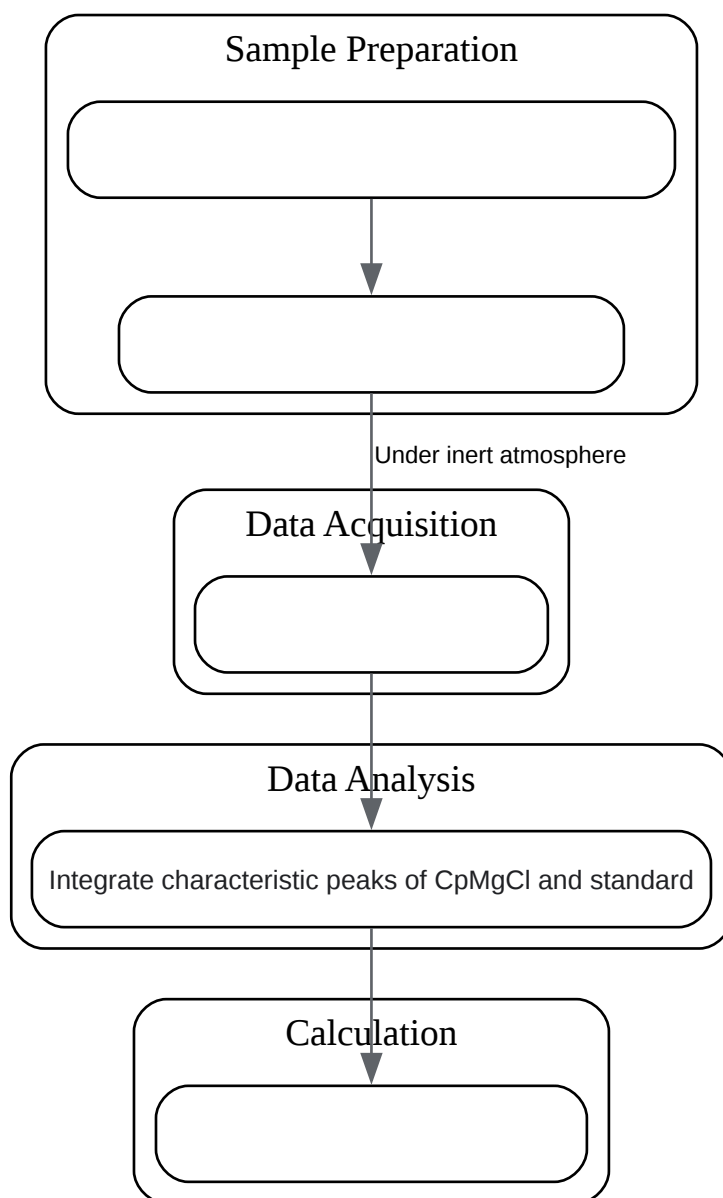 Sample Preparation
Under inert atmosphere
Data Acquisition
Data Analysis
Integrate characteristic peaks of CpMgCl and standard
Calculation